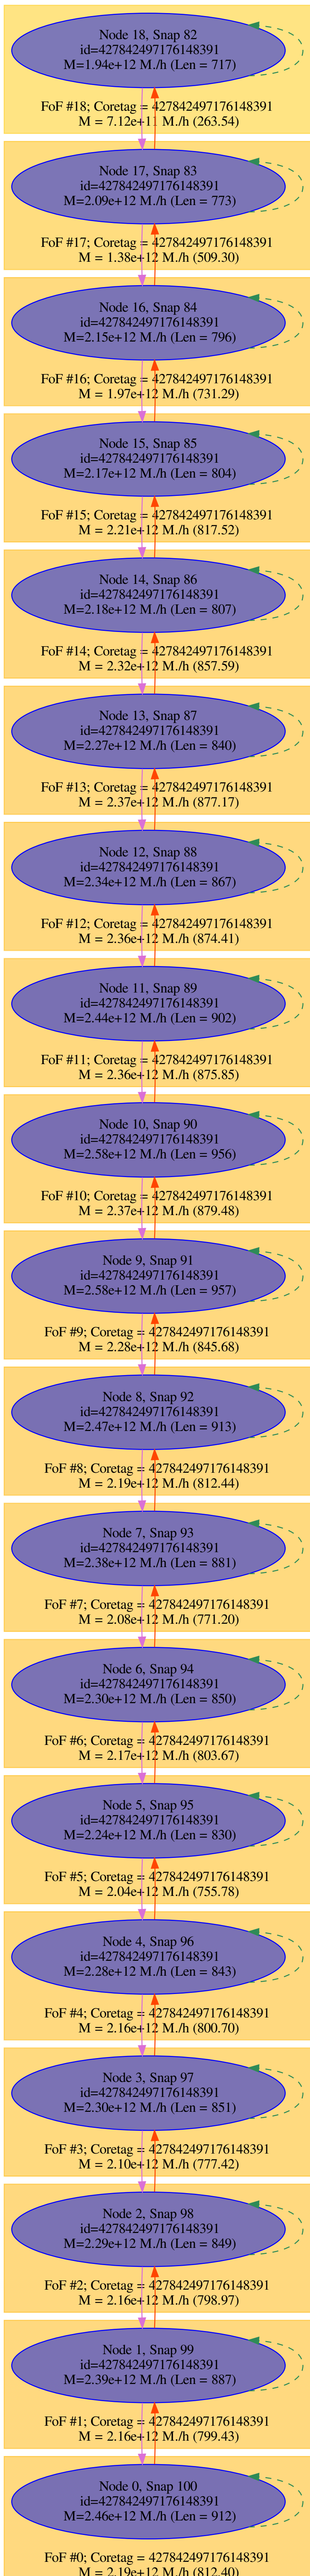 Node 18, Snap 82
id=427842497176148391
M=1.94e+12 M./h (Len = 717)
FoF #18; Coretag = 427842497176148391
M = 7.12e+11 M./h (263.54)
Node 17, Snap 83
id=427842497176148391
M=2.09e+12 M./h (Len = 773)
FoF #17; Coretag = 427842497176148391
M = 1.38e+12 M./h (509.30)
Node 16, Snap 84
id=427842497176148391
M=2.15e+12 M./h (Len = 796)
FoF #16; Coretag = 427842497176148391
M = 1.97e+12 M./h (731.29)
Node 15, Snap 85
id=427842497176148391
M=2.17e+12 M./h (Len = 804)
FoF #15; Coretag = 427842497176148391
M = 2.21e+12 M./h (817.52)
Node 14, Snap 86
id=427842497176148391
M=2.18e+12 M./h (Len = 807)
FoF #14; Coretag = 427842497176148391
M = 2.32e+12 M./h (857.59)
Node 13, Snap 87
id=427842497176148391
M=2.27e+12 M./h (Len = 840)
FoF #13; Coretag = 427842497176148391
M = 2.37e+12 M./h (877.17)
Node 12, Snap 88
id=427842497176148391
M=2.34e+12 M./h (Len = 867)
FoF #12; Coretag = 427842497176148391
M = 2.36e+12 M./h (874.41)
Node 11, Snap 89
id=427842497176148391
M=2.44e+12 M./h (Len = 902)
FoF #11; Coretag = 427842497176148391
M = 2.36e+12 M./h (875.85)
Node 10, Snap 90
id=427842497176148391
M=2.58e+12 M./h (Len = 956)
FoF #10; Coretag = 427842497176148391
M = 2.37e+12 M./h (879.48)
Node 9, Snap 91
id=427842497176148391
M=2.58e+12 M./h (Len = 957)
FoF #9; Coretag = 427842497176148391
M = 2.28e+12 M./h (845.68)
Node 8, Snap 92
id=427842497176148391
M=2.47e+12 M./h (Len = 913)
FoF #8; Coretag = 427842497176148391
M = 2.19e+12 M./h (812.44)
Node 7, Snap 93
id=427842497176148391
M=2.38e+12 M./h (Len = 881)
FoF #7; Coretag = 427842497176148391
M = 2.08e+12 M./h (771.20)
Node 6, Snap 94
id=427842497176148391
M=2.30e+12 M./h (Len = 850)
FoF #6; Coretag = 427842497176148391
M = 2.17e+12 M./h (803.67)
Node 5, Snap 95
id=427842497176148391
M=2.24e+12 M./h (Len = 830)
FoF #5; Coretag = 427842497176148391
M = 2.04e+12 M./h (755.78)
Node 4, Snap 96
id=427842497176148391
M=2.28e+12 M./h (Len = 843)
FoF #4; Coretag = 427842497176148391
M = 2.16e+12 M./h (800.70)
Node 3, Snap 97
id=427842497176148391
M=2.30e+12 M./h (Len = 851)
FoF #3; Coretag = 427842497176148391
M = 2.10e+12 M./h (777.42)
Node 2, Snap 98
id=427842497176148391
M=2.29e+12 M./h (Len = 849)
FoF #2; Coretag = 427842497176148391
M = 2.16e+12 M./h (798.97)
Node 1, Snap 99
id=427842497176148391
M=2.39e+12 M./h (Len = 887)
FoF #1; Coretag = 427842497176148391
M = 2.16e+12 M./h (799.43)
Node 0, Snap 100
id=427842497176148391
M=2.46e+12 M./h (Len = 912)
FoF #0; Coretag = 427842497176148391
M = 2.19e+12 M./h (812.40)